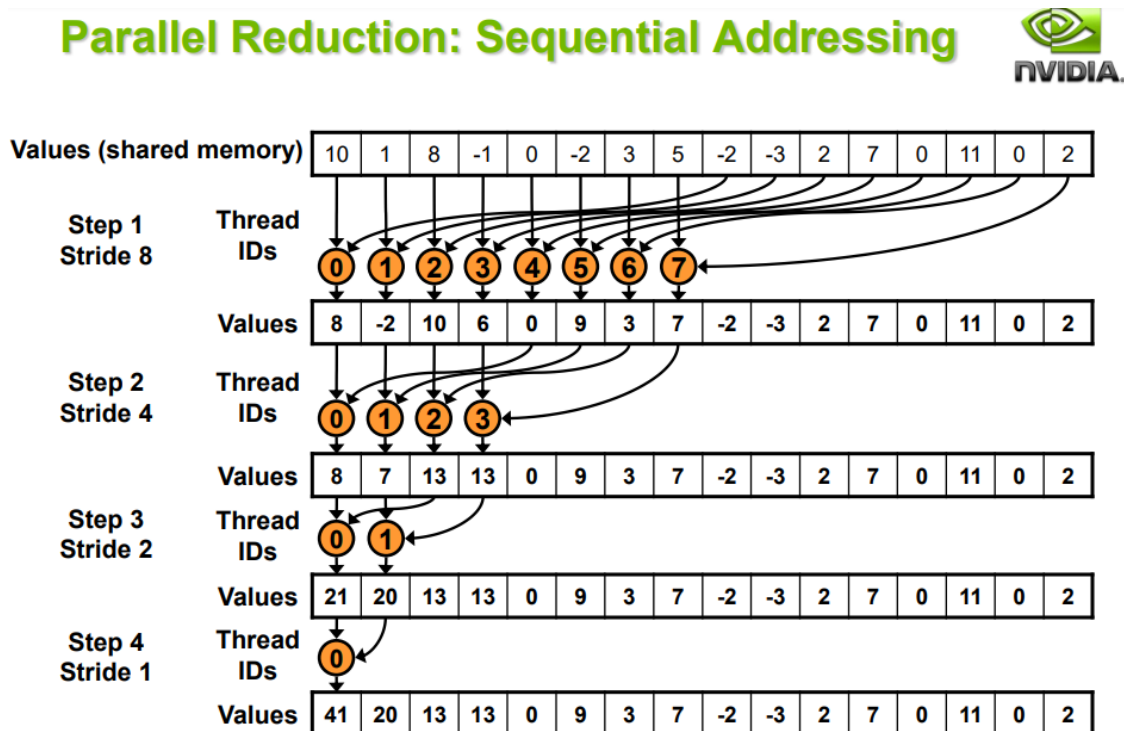 Parallel Reduction: Sequential Addressing
NVIDIA.
Values (shared memory) 10 1 8 -1 0 -2 3 5 -2 -3 2 7 0 11 0 2
Step 1 Thread
Stride 8 IDs
0 1 2 3 4 5 6 7
Values 8 -2 10 6 0 9 3 7 -2 -3 2 7 0 11 0 2
Step 2 Thread
Stride 4 IDs
0 1 2 3
Values 8 7 13 13 0 9 3 7 -2 -3 2 7 0 11 0 2
Step 3 Thread
Stride 2 IDs
0 1
Values 21 20 13 13 0 9 3 7 -2 -3 2 7 0 11 0 2
Step 4 Thread
Stride 1 IDs
0
Values 41 20 13 13 0 9 3 7 -2 -3 2 7 0 11 0 2